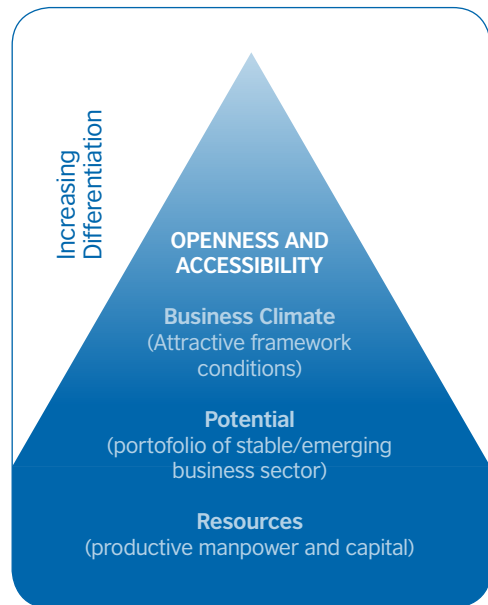 Increasing
Differentiation
OPENNESS AND
ACCESSIBILITY
Business Climate
(Attractive framework
conditions)
Potential
(portofolio of stable/emerging
business sector)
Resources
(productive manpower and capital)